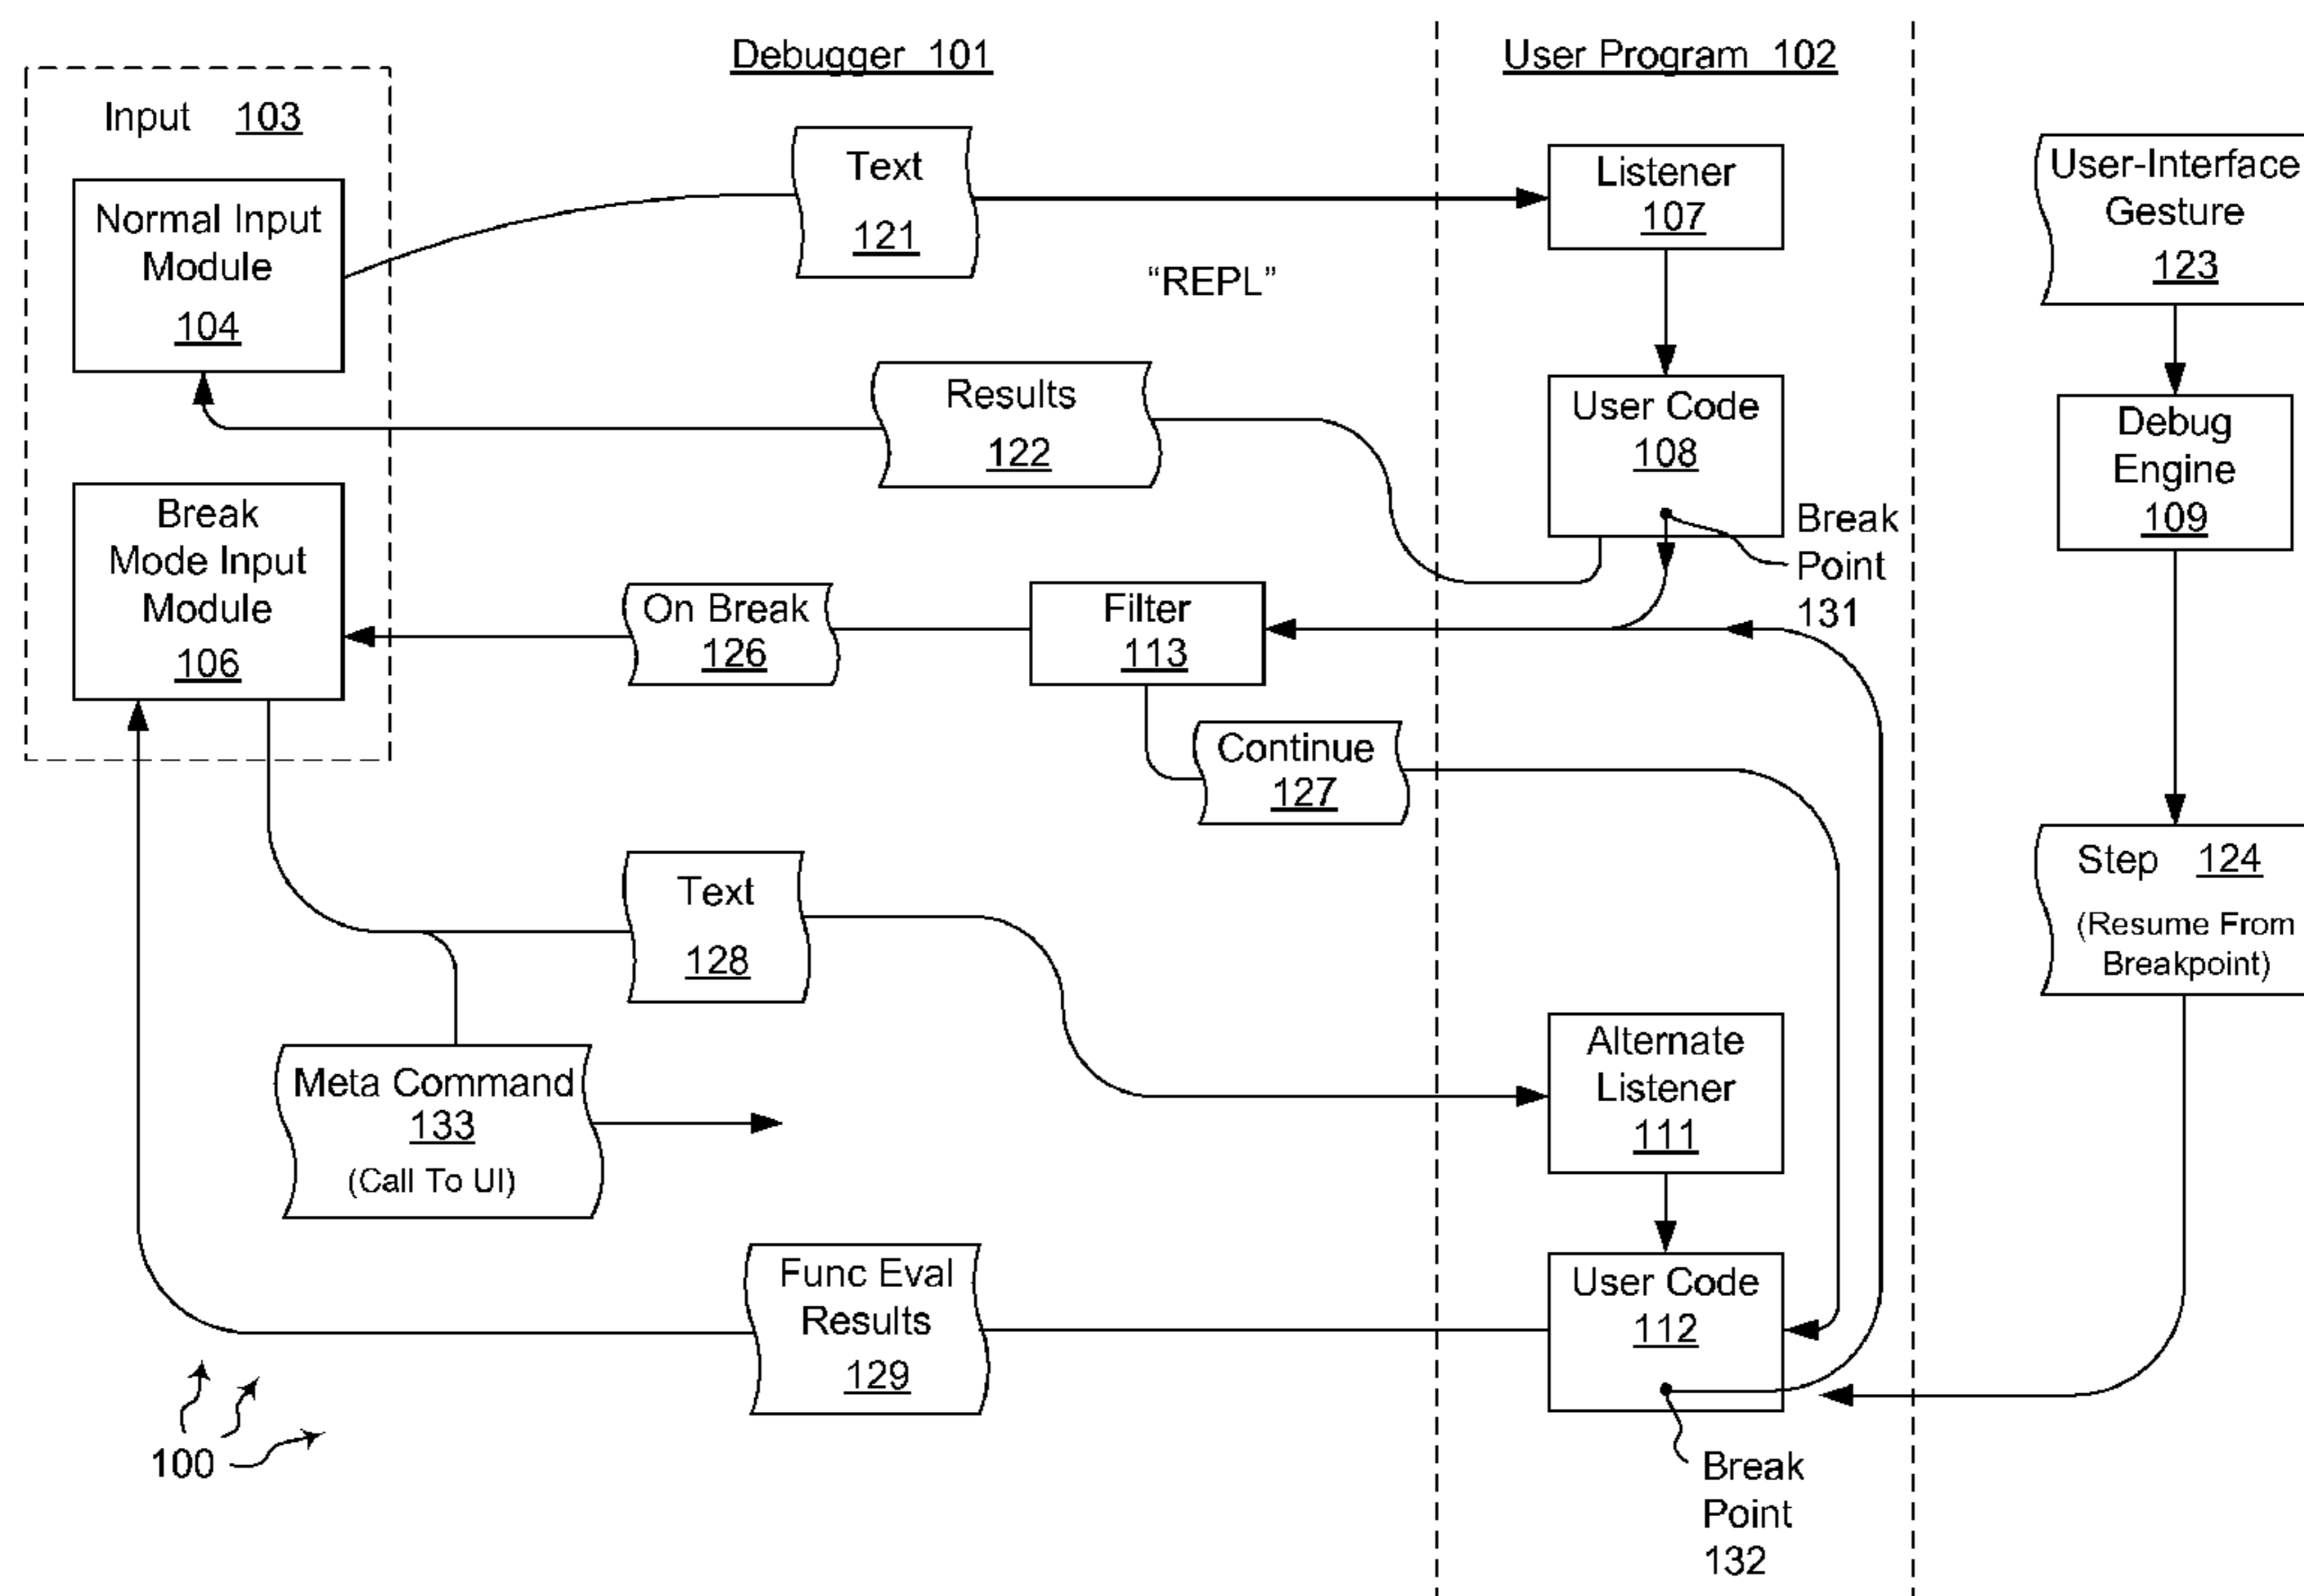 Debugger 101
User Program 102
Input 103
Normal Input
Module
104
Text
121
"REPL"
Listener
107
User-Interface
Gesture
123
Results
122
User Code
108
Debug
Engine
109
Break
Point
131
Break
Mode Input
Module
106
On Break
126
Filter
113
Continue
127
Text
128
Step 124
(Resume From
Breakpoint)
Meta Command
133
(Call To UI)
Alternate
Listener
111
Func Eval
Results
129
User Code
112
Break
Point
132
100